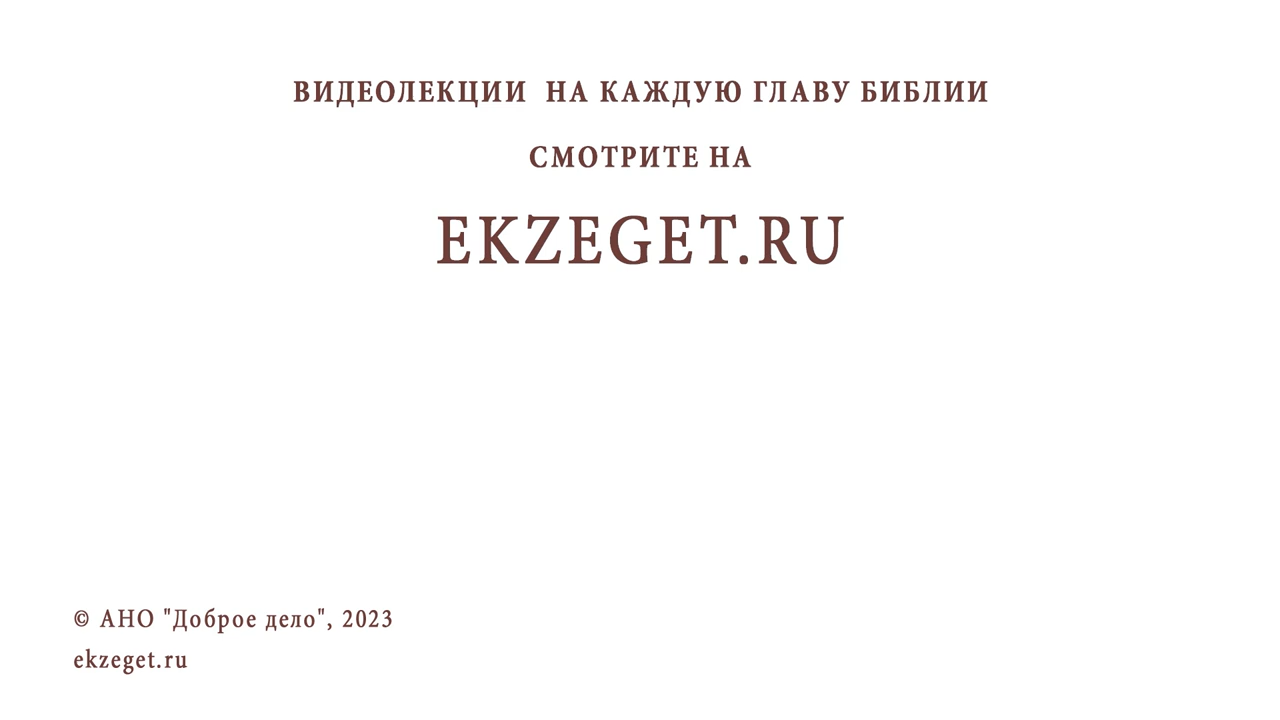 ВИДЕОЛЕКЦИИ НА КАЖДУЮ ГЛАВУ БИБЛИИ
СМОТРИТЕ НА
EKZEGET.RU
© АНО "Доброе дело", 2023
ekzeget.ru